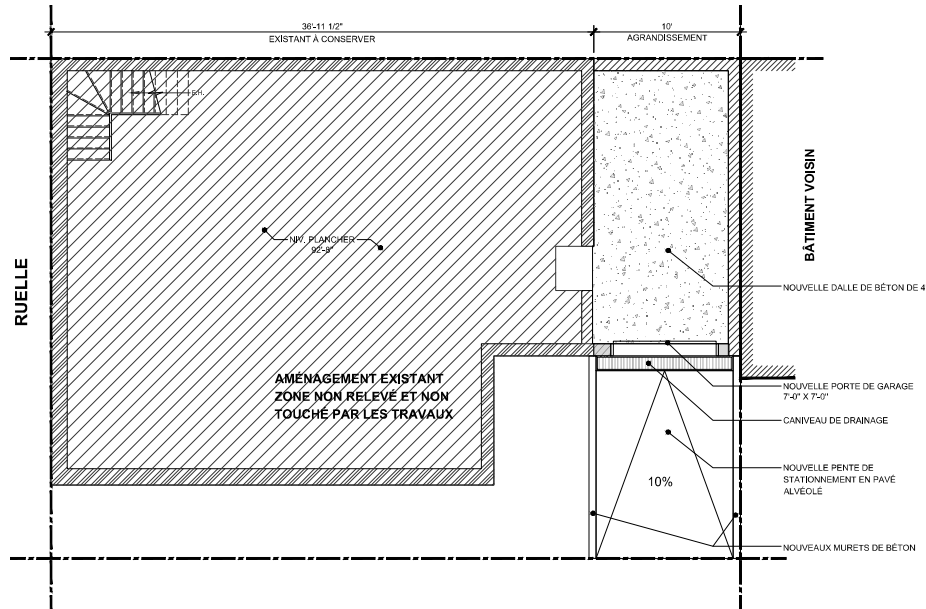 36'-11 1/2"
EXISTANT À CONSERVER
10'
AGRANDISSEMENT
E.H.
BÂTIMENT VOISIN
NIV. PLANCHER
92'-8"
RUELLE
NOUVELLE DALLE DE BÉTON DE 4
AMÉNAGEMENT EXISTANT
ZONE NON RELEVÉ ET NON
TOUCHÉ PAR LES TRAVAUX
NOUVELLE PORTE DE GARAGE
7'-0" X 7'-0"
CANIVEAU DE DRAINAGE
NOUVELLE PENTE DE
STATIONNEMENT EN PAVÉ
ALVÉOLÉ
10%
NOUVEAUX MURETS DE BÉTON